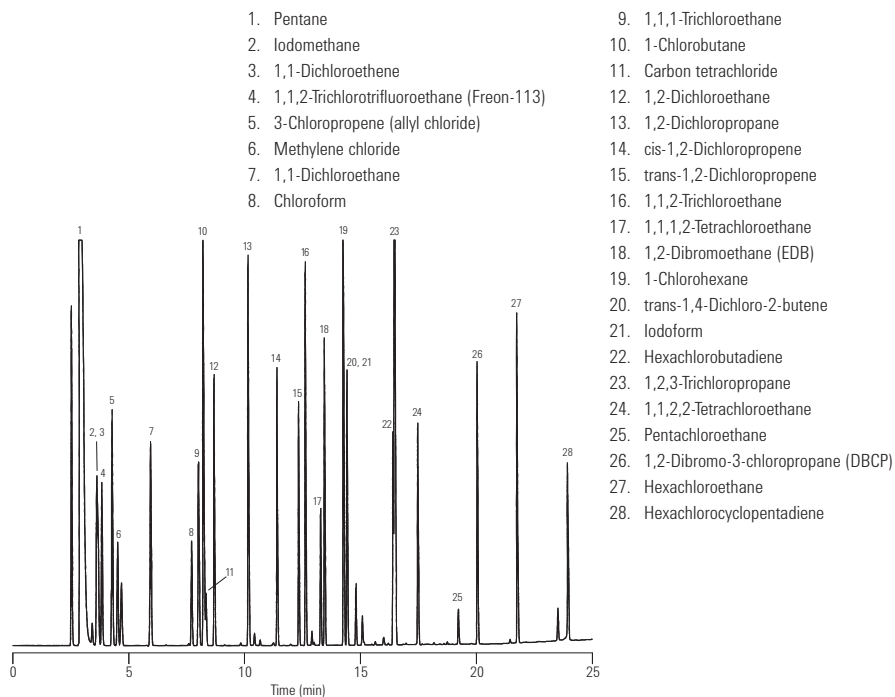 1. Pentane
2. Iodomethane
3. 1,1-Dichloroethene
4. 1,1,2-Trichlorotrifluoroethane (Freon-113)
5. 3-Chloropropene (allyl chloride)
6. Methylene chloride
7. 1,1-Dichloroethane
8. Chloroform
9. 1,1,1-Trichloroethane
10. 1-Chlorobutane
11. Carbon tetrachloride
12. 1,2-Dichloroethane
13. 1,2-Dichloropropane
14. cis-1,2-Dichloropropene
15. trans-1,2-Dichloropropene
16. 1,1,2-Trichloroethane
17. 1,1,1,2-Tetrachloroethane
18. 1,2-Dibromoethane (EDB)
19. 1-Chlorohexane
20. trans-1,4-Dichloro-2-butene
21. Iodoform
22. Hexachlorobutadiene
23. 1,2,3-Trichloropropane
24. 1,1,2,2-Tetrachloroethane
25. Pentachloroethane
26. 1,2-Dibromo-3-chloropropane (DBCP)
27. Hexachloroethane
28. Hexachlorocyclopentadiene
1
2, 3
4
5
6
7
8
9
10
11
12
13
14
15
16
17
18
19
20, 21
22
23
24
25
26
27
28
0 5 10 15 20 25
Time (min)